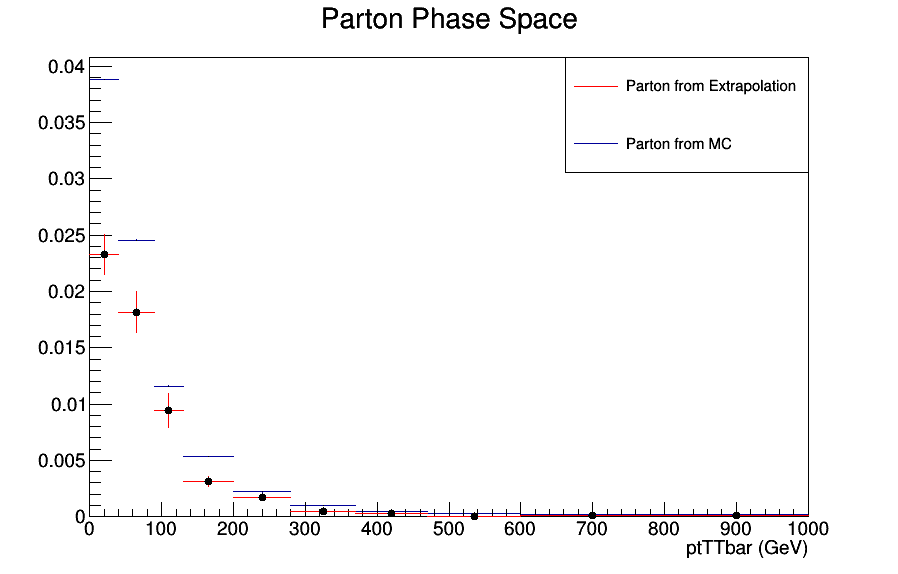 Parton Phase Space
Parton from Extrapolation
Parton from MC
0.04
0.035
0.03
0.025
0.02
0.015
0.01
0.005
0
0 100 200 300 400 500 600 700 800 900 1000
ptTTbar (GeV)